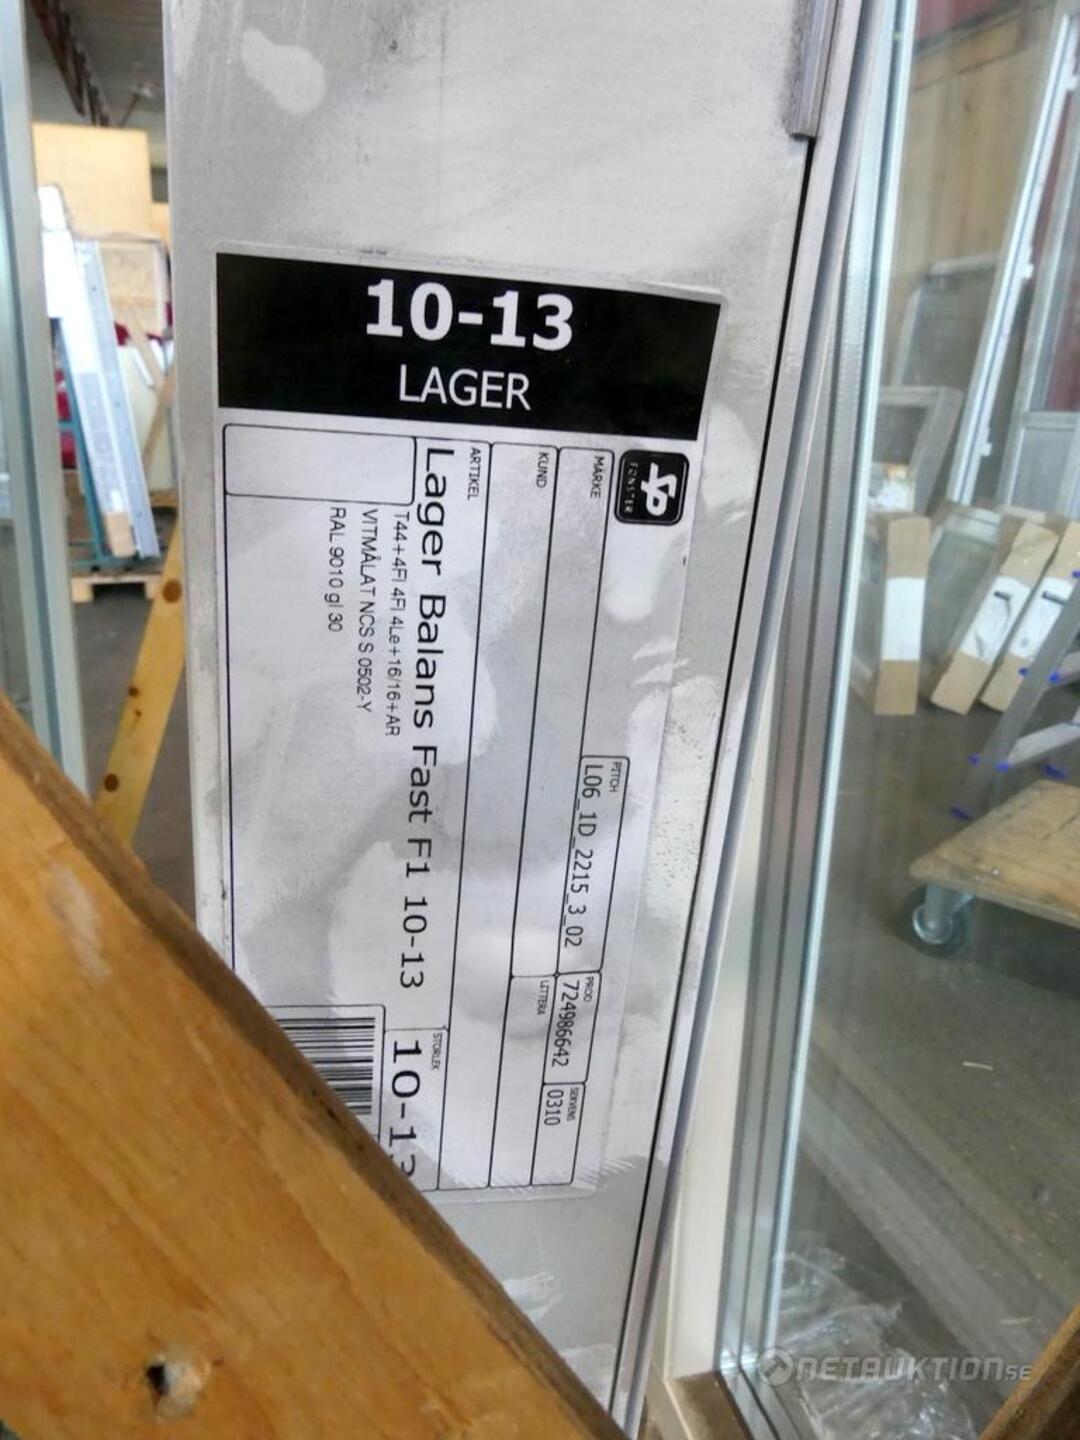 10-13
LAGER
SP
FÖNSTER
MÄRKE
PITCH
L06_1D_2215_3_02
PROD
724986642
SEKVENS
0310
KUND
LITTERA
ARTIKEL
Lager Balans Fast F1 10-13
STORLEK
10-13
T44+4Fl 4Fl 4Le+16/16+AR
VITMÅLAT NCS S 0502-Y
RAL 9010 gl 30
NETAUKTION.SE